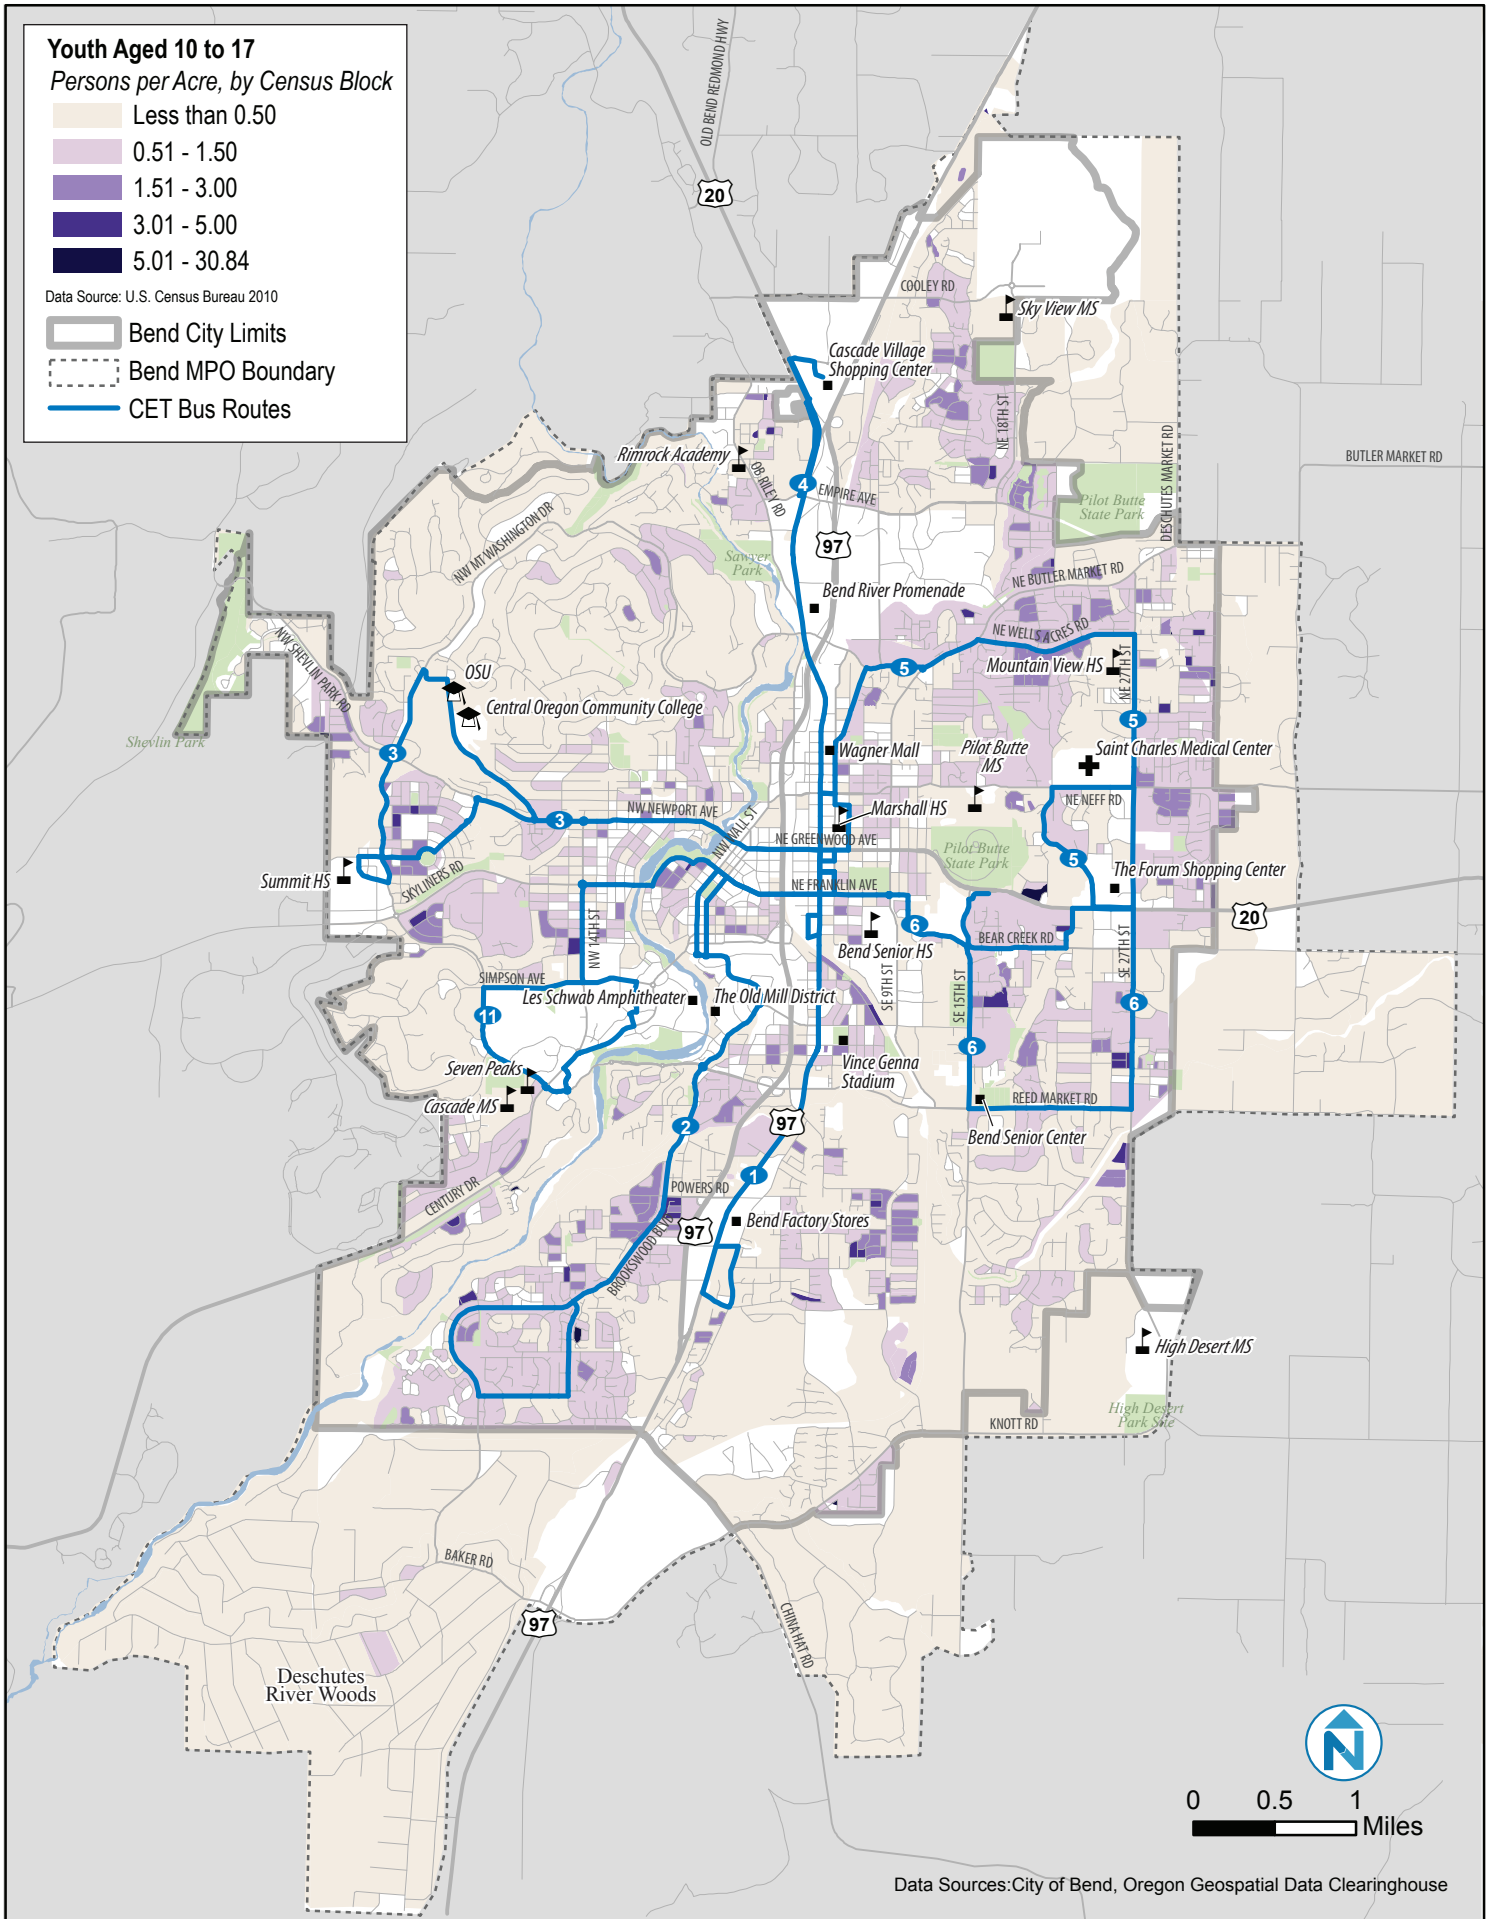 Youth Aged 10 to 17
Persons per Acre, by Census Block
Less than 0.50
0.51 - 1.50
1.51 - 3.00
3.01 - 5.00
5.01 - 30.84
Data Source: U.S. Census Bureau 2010
Bend City Limits
Bend MPO Boundary
CET Bus Routes
OLD BEND REDMOND HWY
20
COOLEY RD
Sky View MS
Cascade Village
Shopping Center
NE 18TH ST
Rimrock Academy
OB RILEY RD
4
EMPIRE AVE
DESCHUTES MARKET RD
BUTLER MARKET RD
Pilot Butte
State Park
NW MT WASHINGTON DR
97
Sawyer
Park
NE BUTLER MARKET RD
Bend River Promenade
NE WELLS ACRES RD
NW SHEVLIN PARK RD
5
Mountain View HS
NE 27TH ST
OSU
Central Oregon Community College
5
Shevlin Park
3
Wagner Mall
Pilot Butte
MS
Saint Charles Medical Center
NE NEFF RD
NW NEWPORT AVE
3
NW WALL ST
Marshall HS
NE GREENWOOD AVE
Pilot Butte
State Park
5
The Forum Shopping Center
Summit HS
SKYLINERS RD
NE FRANKLIN AVE
20
6
BEAR CREEK RD
Bend Senior HS
NW 14TH ST
SE 9TH ST
SE 15TH ST
SE 27TH ST
SIMPSON AVE
Les Schwab Amphitheater
The Old Mill District
6
11
6
Seven Peaks
Vince Genna
Stadium
Cascade MS
REED MARKET RD
2
97
Bend Senior Center
1
CENTURY DR
POWERS RD
Bend Factory Stores
97
BROOKSWOOD BLVD
High Desert MS
High Desert
Park Site
KNOTT RD
BAKER RD
97
CHINA HAT RD
Deschutes
River Woods
N
0 0.5 1
Miles
Data Sources:City of Bend, Oregon Geospatial Data Clearinghouse